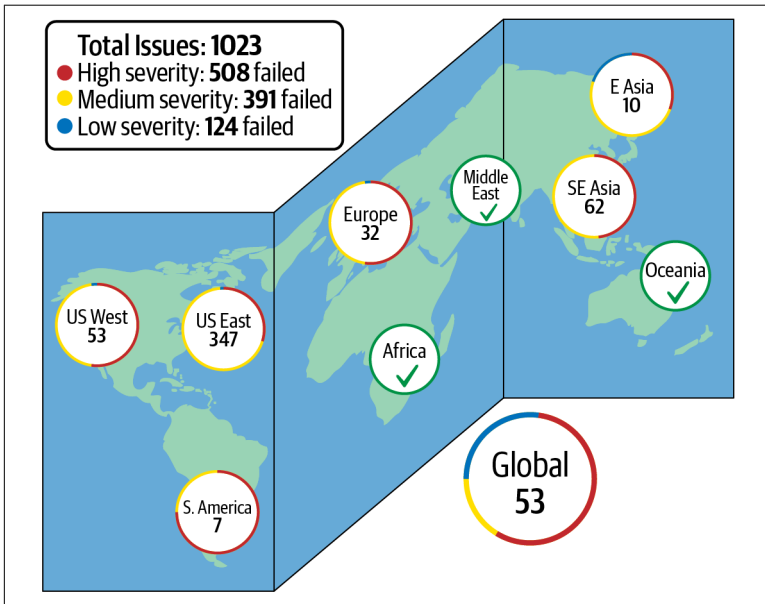 Total Issues: 1023
High severity: 508 failed
Medium severity: 391 failed
Low severity: 124 failed
E Asia
10
Middle
East
SE Asia
62
Europe
32
Oceania
US West
53
US East
347
Africa
Global
53
S. America
7